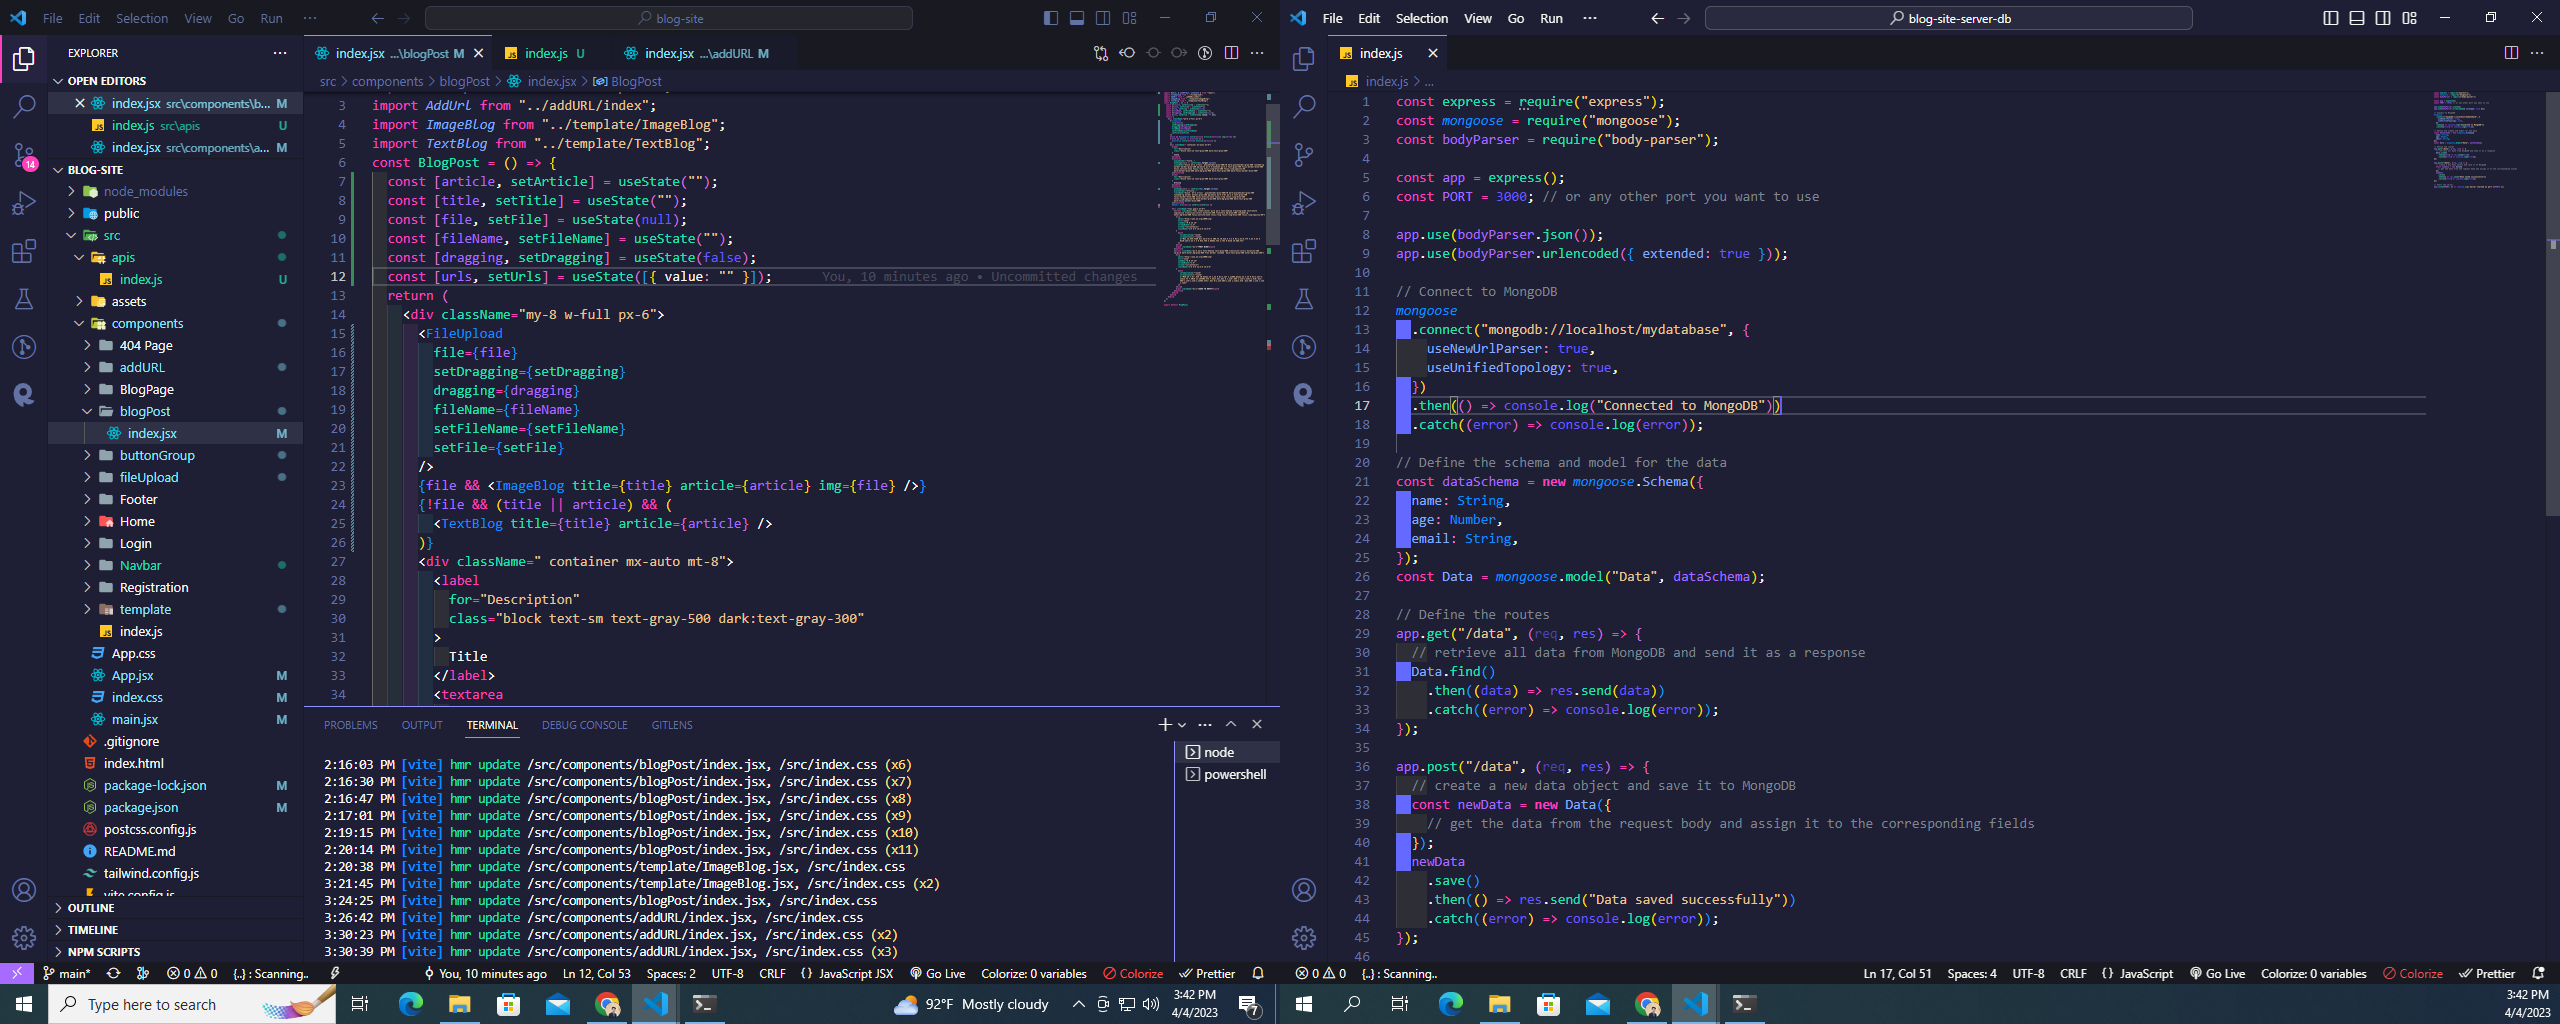 File Edit Selection View Go Run ··· blog-site
EXPLORER
OPEN EDITORS
index.jsx src\components\b... M
index.js src\apis U
index.jsx src\components\a... M
14
BLOG-SITE
node_modules
public
src
apis
index.js U
assets
components
404 Page
addURL
BlogPage
blogPost
index.jsx M
buttonGroup
fileUpload
Footer
Home
Login
Navbar
Registration
template
index.js
App.css
App.jsx M
index.css M
main.jsx M
.gitignore
index.html
package-lock.json M
package.json M
postcss.config.js
README.md
tailwind.config.js
vite.config.js
OUTLINE
TIMELINE
NPM SCRIPTS
index.jsx ...\blogPost M index.js U index.jsx ...\addURL M
src > components > blogPost > index.jsx > BlogPost
3 import AddUrl from "../addURL/index";
4 import ImageBlog from "../template/ImageBlog";
5 import TextBlog from "../template/TextBlog";
6 const BlogPost = () => {
7 const [article, setArticle] = useState("");
8 const [title, setTitle] = useState("");
9 const [file, setFile] = useState(null);
10 const [fileName, setFileName] = useState("");
11 const [dragging, setDragging] = useState(false);
12 const [urls, setUrls] = useState([{ value: "" }]); You, 10 minutes ago • Uncommitted changes
13 return (
14 <div className="my-8 w-full px-6">
15 <FileUpload
16 file={file}
17 setDragging={setDragging}
18 dragging={dragging}
19 fileName={fileName}
20 setFileName={setFileName}
21 setFile={setFile}
22 />
23 {file && <ImageBlog title={title} article={article} img={file} />}
24 {!file && (title || article) && (
25 <TextBlog title={title} article={article} />
26 )}
27 <div className=" container mx-auto mt-8">
28 <label
29 for="Description"
30 class="block text-sm text-gray-500 dark:text-gray-300"
31 >
32 Title
33 </label>
34 <textarea
PROBLEMS OUTPUT TERMINAL DEBUG CONSOLE GITLENS
node
powershell
2:16:03 PM [vite] hmr update /src/components/blogPost/index.jsx, /src/index.css (x6)
2:16:30 PM [vite] hmr update /src/components/blogPost/index.jsx, /src/index.css (x7)
2:16:47 PM [vite] hmr update /src/components/blogPost/index.jsx, /src/index.css (x8)
2:17:01 PM [vite] hmr update /src/components/blogPost/index.jsx, /src/index.css (x9)
2:19:15 PM [vite] hmr update /src/components/blogPost/index.jsx, /src/index.css (x10)
2:20:14 PM [vite] hmr update /src/components/blogPost/index.jsx, /src/index.css (x11)
2:20:38 PM [vite] hmr update /src/components/template/ImageBlog.jsx, /src/index.css
3:21:45 PM [vite] hmr update /src/components/template/ImageBlog.jsx, /src/index.css (x2)
3:24:25 PM [vite] hmr update /src/components/blogPost/index.jsx, /src/index.css
3:26:42 PM [vite] hmr update /src/components/addURL/index.jsx, /src/index.css
3:30:23 PM [vite] hmr update /src/components/addURL/index.jsx, /src/index.css (x2)
3:30:39 PM [vite] hmr update /src/components/addURL/index.jsx, /src/index.css (x3)
main* 0 0 {..} : Scanning.. You, 10 minutes ago Ln 12, Col 53 Spaces: 2 UTF-8 CRLF {} JavaScript JSX Go Live Colorize: 0 variables Colorize Prettier
Type here to search 92°F Mostly cloudy 3:42 PM
4/4/2023 7
File Edit Selection View Go Run ··· blog-site-server-db
index.js
index.js > ...
1 const express = require("express");
2 const mongoose = require("mongoose");
3 const bodyParser = require("body-parser");
4
5 const app = express();
6 const PORT = 3000; // or any other port you want to use
7
8 app.use(bodyParser.json());
9 app.use(bodyParser.urlencoded({ extended: true }));
10
11 // Connect to MongoDB
12 mongoose
13 .connect("mongodb://localhost/mydatabase", {
14 useNewUrlParser: true,
15 useUnifiedTopology: true,
16 })
17 .then(() => console.log("Connected to MongoDB"))
18 .catch((error) => console.log(error));
19
20 // Define the schema and model for the data
21 const dataSchema = new mongoose.Schema({
22 name: String,
23 age: Number,
24 email: String,
25 });
26 const Data = mongoose.model("Data", dataSchema);
27
28 // Define the routes
29 app.get("/data", (req, res) => {
30 // retrieve all data from MongoDB and send it as a response
31 Data.find()
32 .then((data) => res.send(data))
33 .catch((error) => console.log(error));
34 });
35
36 app.post("/data", (req, res) => {
37 // create a new data object and save it to MongoDB
38 const newData = new Data({
39 // get the data from the request body and assign it to the corresponding fields
40 });
41 newData
42 .save()
43 .then(() => res.send("Data saved successfully"))
44 .catch((error) => console.log(error));
45 });
46
0 0 {..} : Scanning.. Ln 17, Col 51 Spaces: 4 UTF-8 CRLF {} JavaScript Go Live Colorize: 0 variables Colorize Prettier
3:42 PM
4/4/2023